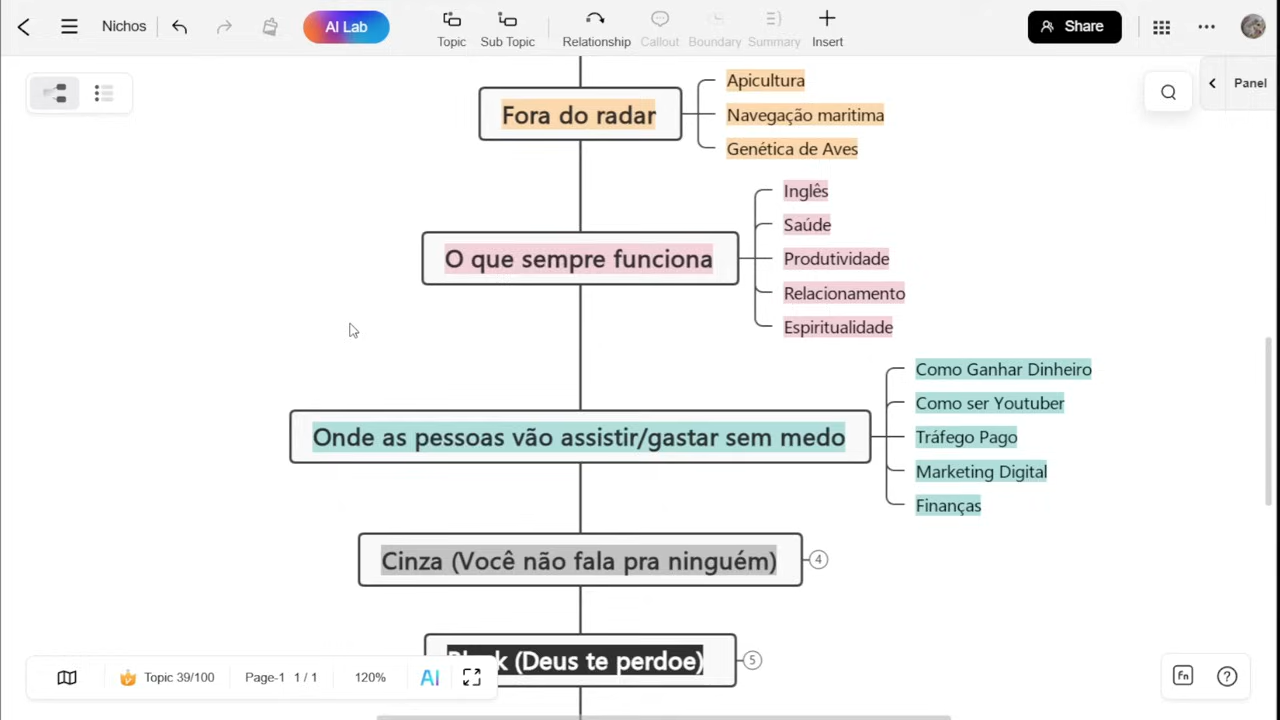 Nichos
AI Lab
Topic
Sub Topic
Relationship
Callout
Boundary
Summary
Insert
Share
Panel
Fora do radar
Apicultura
Navegação maritima
Genética de Aves
O que sempre funciona
Inglês
Saúde
Produtividade
Relacionamento
Espiritualidade
Onde as pessoas vão assistir/gastar sem medo
Como Ganhar Dinheiro
Como ser Youtuber
Tráfego Pago
Marketing Digital
Finanças
Cinza (Você não fala pra ninguém)
4
(Deus te perdoe)
5
Topic 39/100
Page-1 1 / 1
120%
AI
Fn
?